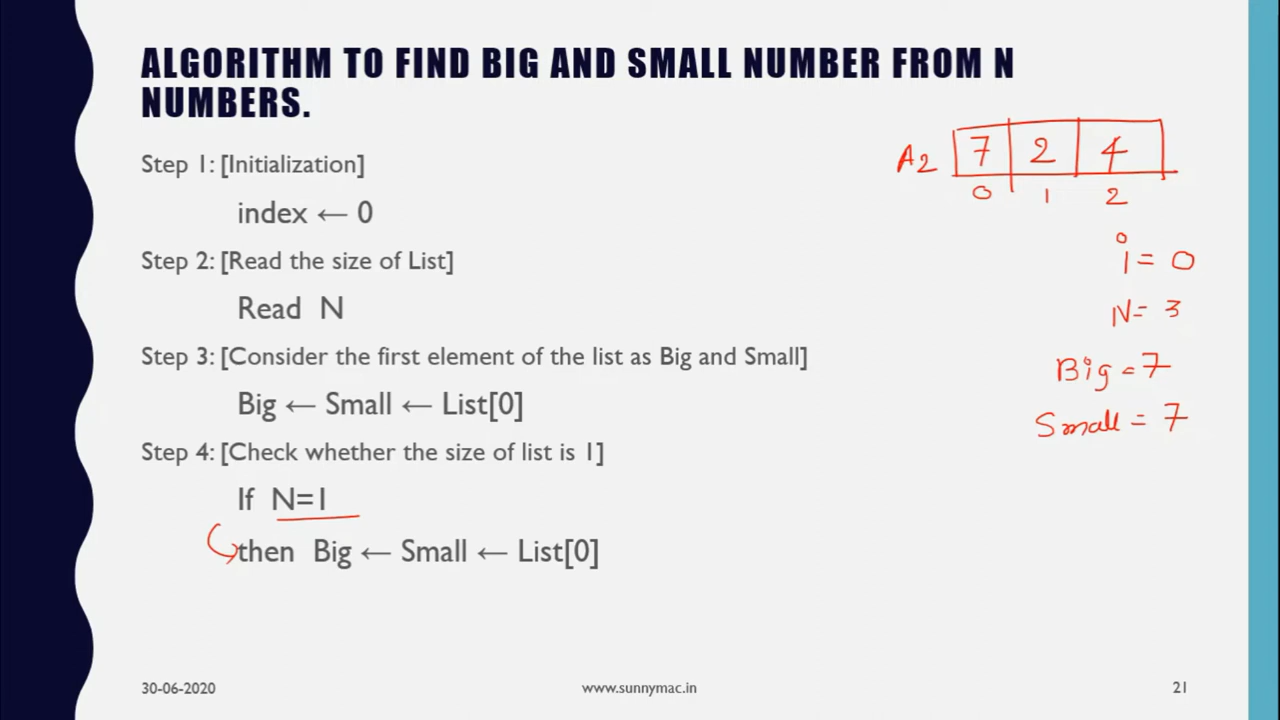 ALGORITHM TO FIND BIG AND SMALL NUMBER FROM N
NUMBERS.
Step 1: [Initialization]
index ← 0
Step 2: [Read the size of List]
Read N
Step 3: [Consider the first element of the list as Big and Small]
Big ← Small ← List[0]
Step 4: [Check whether the size of list is 1]
If N=1
then Big ← Small ← List[0]
A2 7 2 4
0 1 2
i = 0
N = 3
Big = 7
Small = 7
30-06-2020
www.sunnymac.in
21